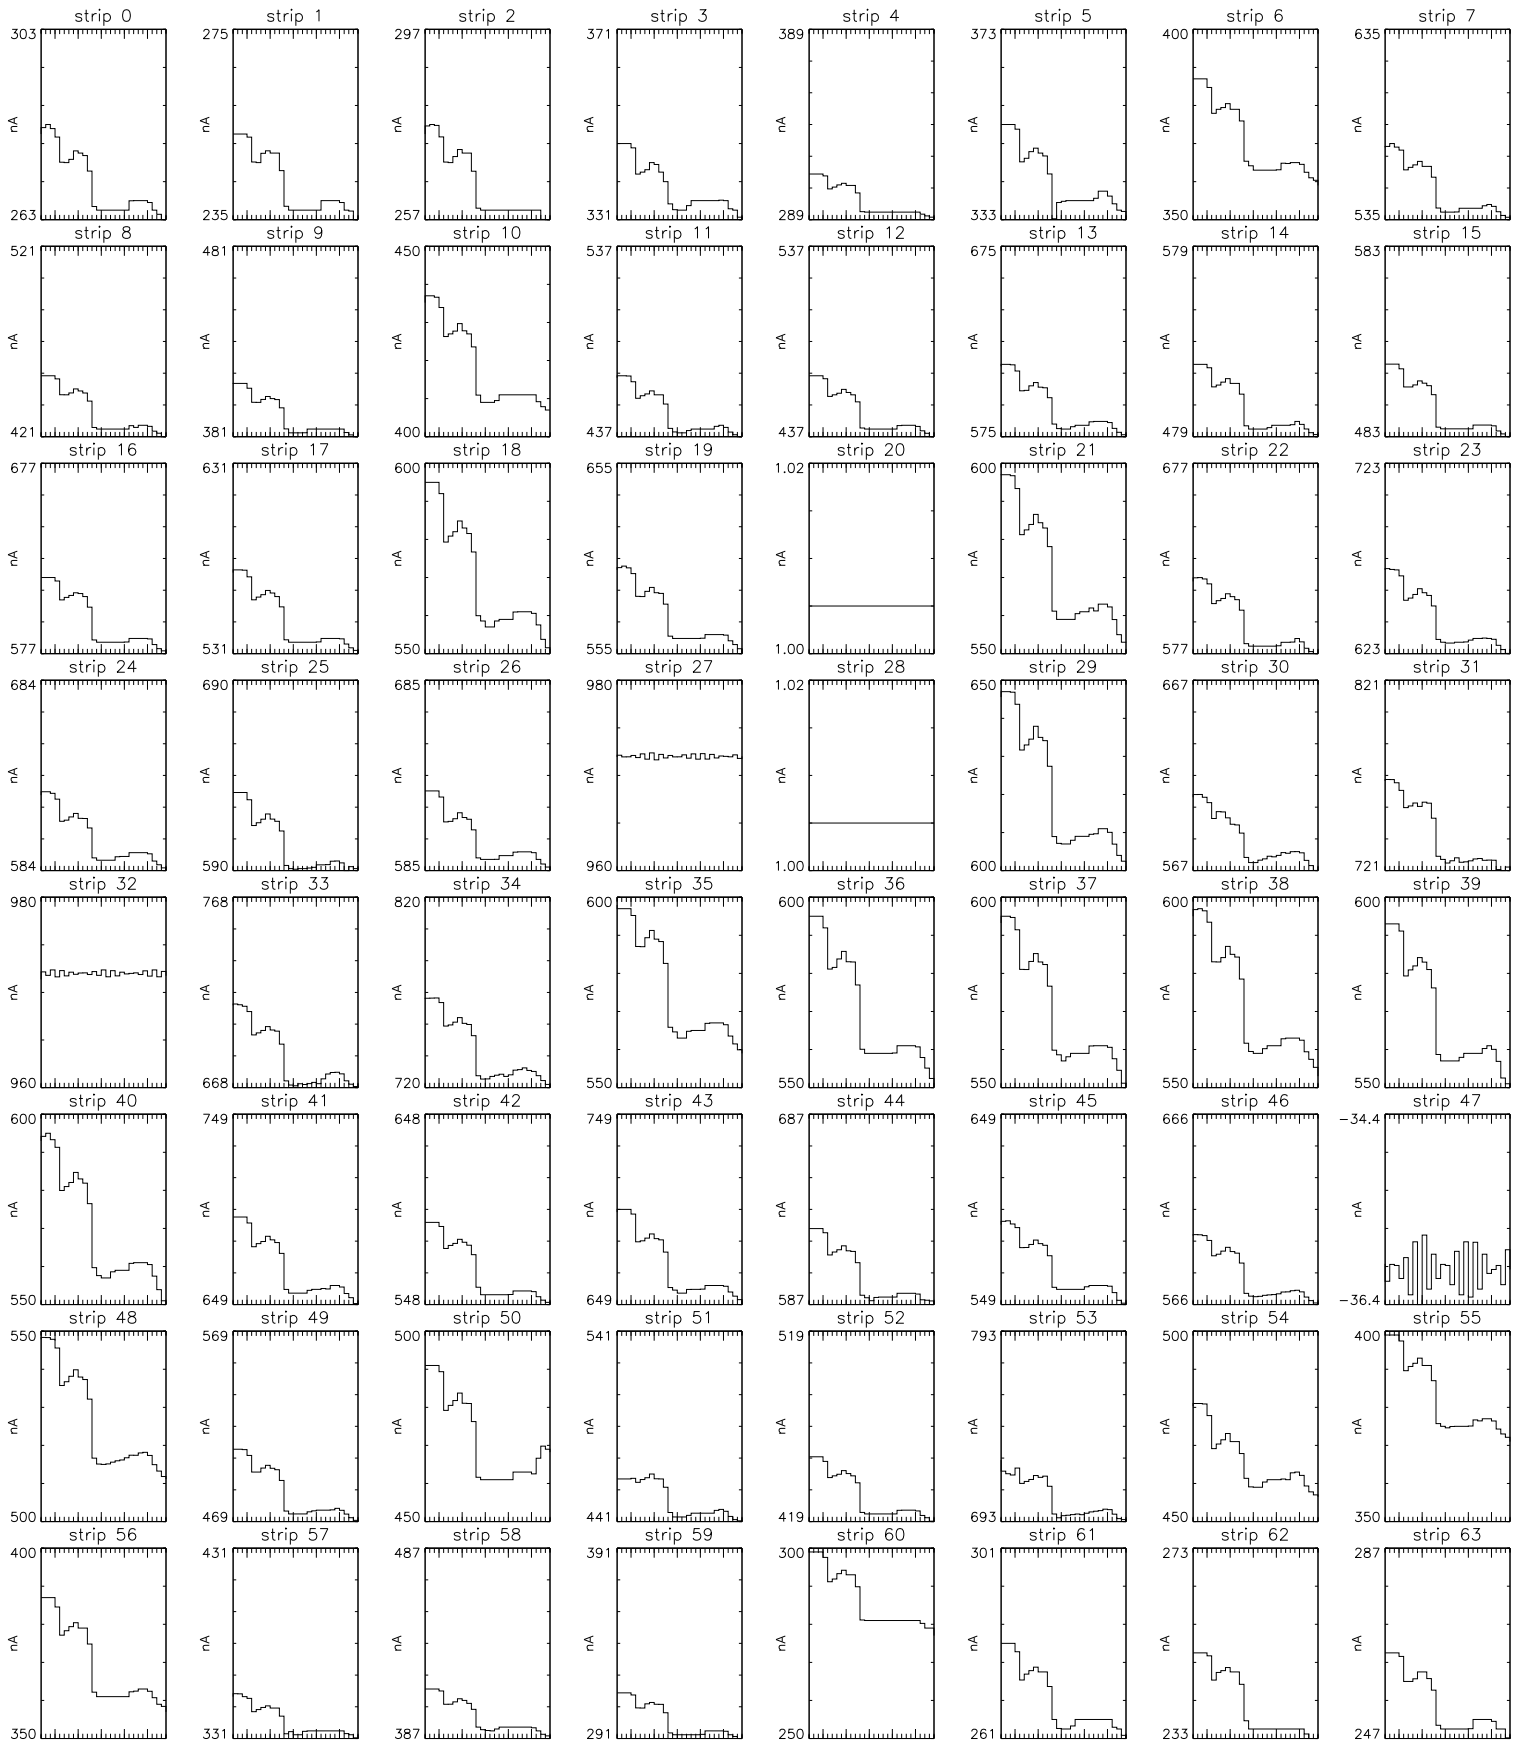 strip 0 strip 1 strip 2 strip 3 strip 4 strip 5 strip 6 strip 7
303 275 297 371 389 373 400 635
nA nA nA nA nA nA nA nA
263 235 257 331 289 333 350 535
strip 8 strip 9 strip 10 strip 11 strip 12 strip 13 strip 14 strip 15
521 481 450 537 537 675 579 583
nA nA nA nA nA nA nA nA
421 381 400 437 437 575 479 483
strip 16 strip 17 strip 18 strip 19 strip 20 strip 21 strip 22 strip 23
677 631 600 655 1.02 600 677 723
nA nA nA nA nA nA nA nA
577 531 550 555 1.00 550 577 623
strip 24 strip 25 strip 26 strip 27 strip 28 strip 29 strip 30 strip 31
684 690 685 980 1.02 650 667 821
nA nA nA nA nA nA nA nA
584 590 585 960 1.00 600 567 721
strip 32 strip 33 strip 34 strip 35 strip 36 strip 37 strip 38 strip 39
980 768 820 600 600 600 600 600
nA nA nA nA nA nA nA nA
960 668 720 550 550 550 550 550
strip 40 strip 41 strip 42 strip 43 strip 44 strip 45 strip 46 strip 47
600 749 648 749 687 649 666 −34.4
nA nA nA nA nA nA nA nA
550 649 548 649 587 549 566 −36.4
strip 48 strip 49 strip 50 strip 51 strip 52 strip 53 strip 54 strip 55
550 569 500 541 519 793 500 400
nA nA nA nA nA nA nA nA
500 469 450 441 419 693 450 350
strip 56 strip 57 strip 58 strip 59 strip 60 strip 61 strip 62 strip 63
400 431 487 391 300 301 273 287
nA nA nA nA nA nA nA nA
350 331 387 291 250 261 233 247